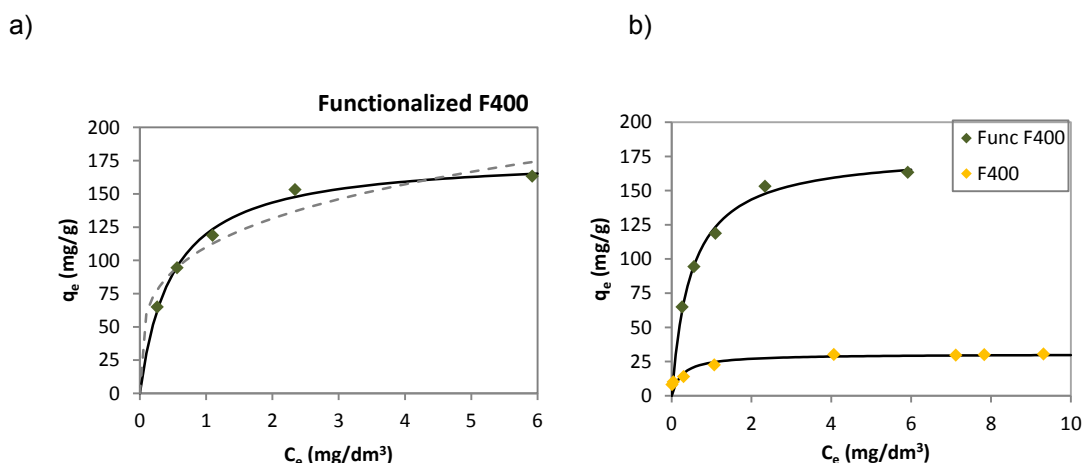 a)
Functionalized F400
200
175
150
125
100
75
50
25
0
qe (mg/g)
0 1 2 3 4 5 6
Ce (mg/dm³)
b)
200
175
150
125
100
75
50
25
0
qe (mg/g)
Func F400
F400
0 2 4 6 8 10
Ce (mg/dm³)